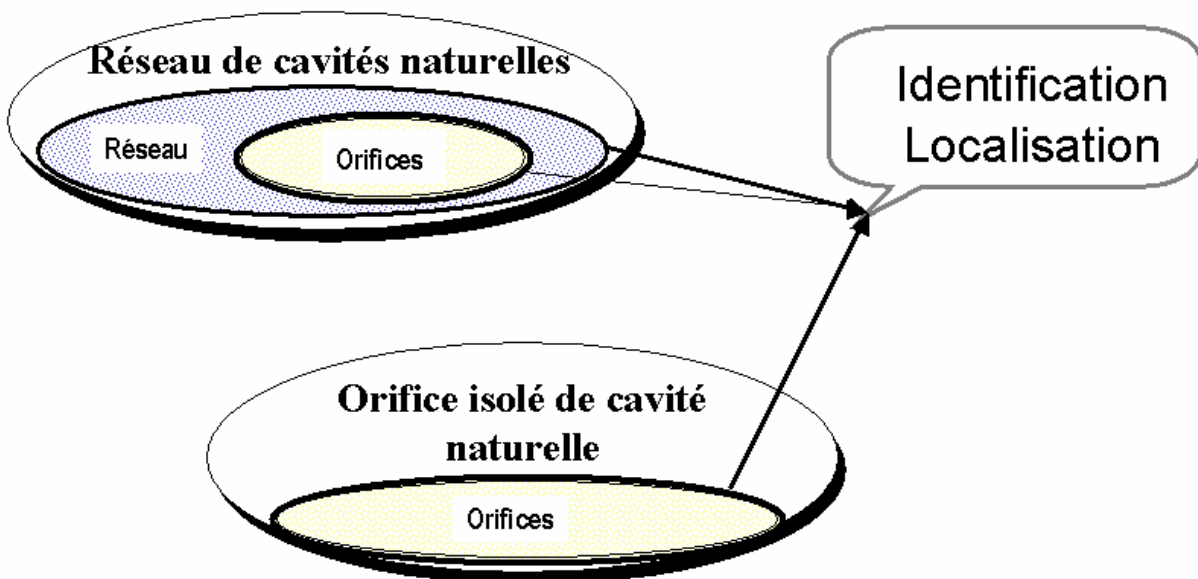 Réseau de cavités naturelles
Réseau
Orifices
Identification
Localisation
Orifice isolé de cavité
naturelle
Orifices